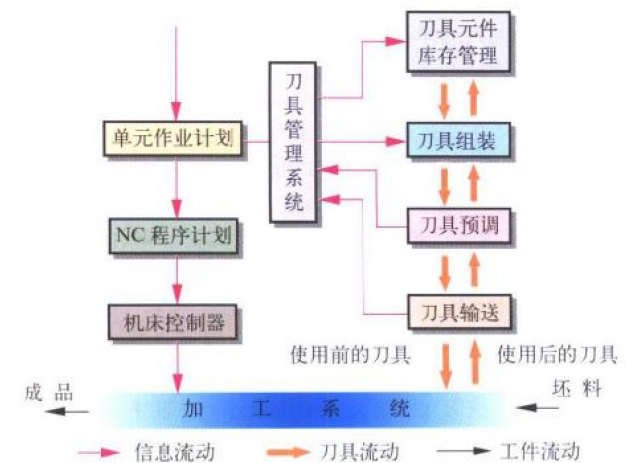 刀具元件
库存管理
刀具管理系统
单元作业计划
刀具组装
NC 程序计划
刀具预调
机床控制器
刀具输送
使用前的刀具
使用后的刀具
成品
坯料
加工系统
信息流动
刀具流动
工件流动